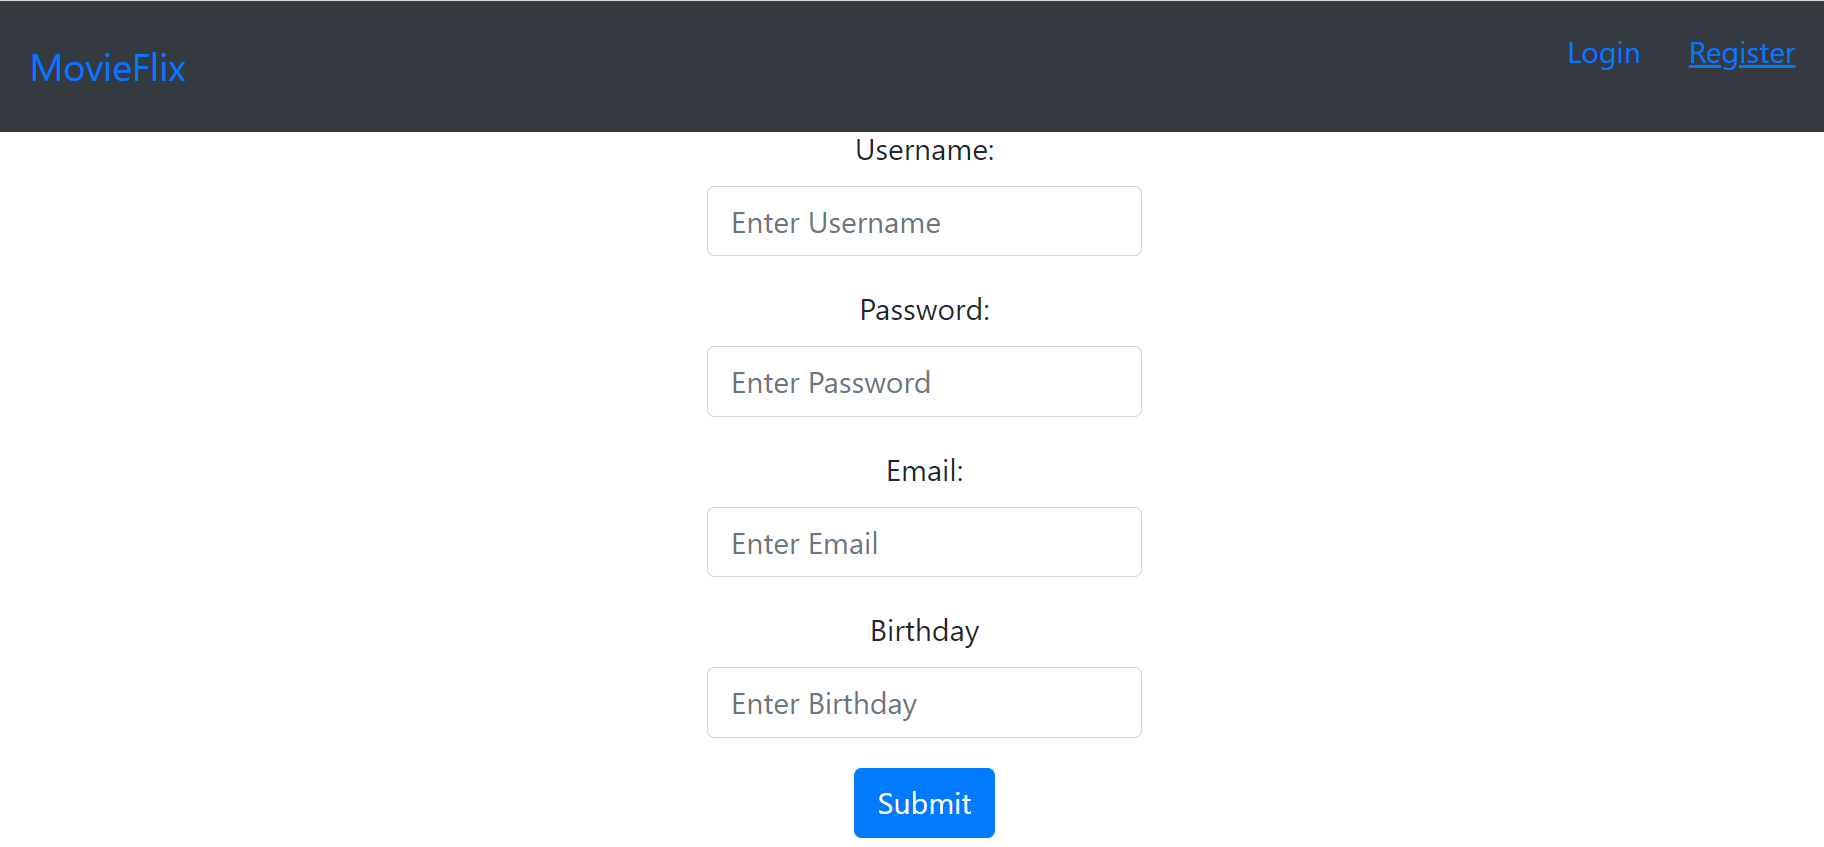 MovieFlix
Login Register
Username:
Enter Username
Password:
Enter Password
Email:
Enter Email
Birthday
Enter Birthday
Submit